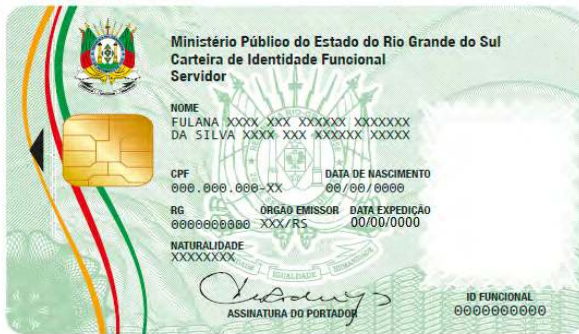 Ministério Público do Estado do Rio Grande do Sul
Carteira de Identidade Funcional
Servidor
NOME
FULANA XXXX XXX XXXXXX XXXXXXX
DA SILVA XXXX XXX XXXXXX XXXXX
CPF DATA DE NASCIMENTO
000.000.000-XX 00/00/0000
RG ÓRGÃO EMISSOR DATA EXPEDIÇÃO
0000000000 XXX/RS 00/00/0000
NATURALIDADE
XXXXXXXX
IGUALDADE
ASSINATURA DO PORTADOR
ID FUNCIONAL
0000000000